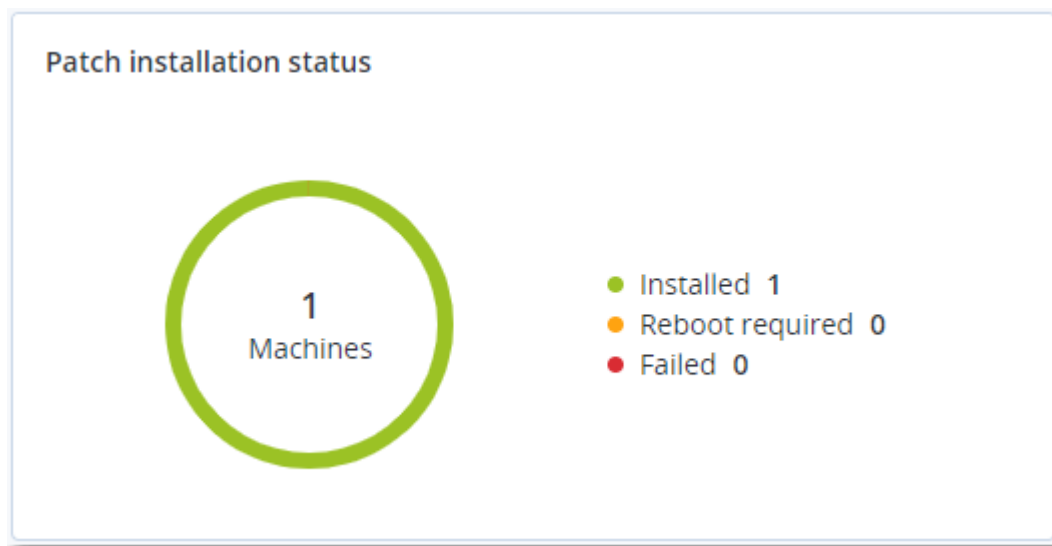 Patch installation status
1
Machines
Installed 1
Reboot required 0
Failed 0